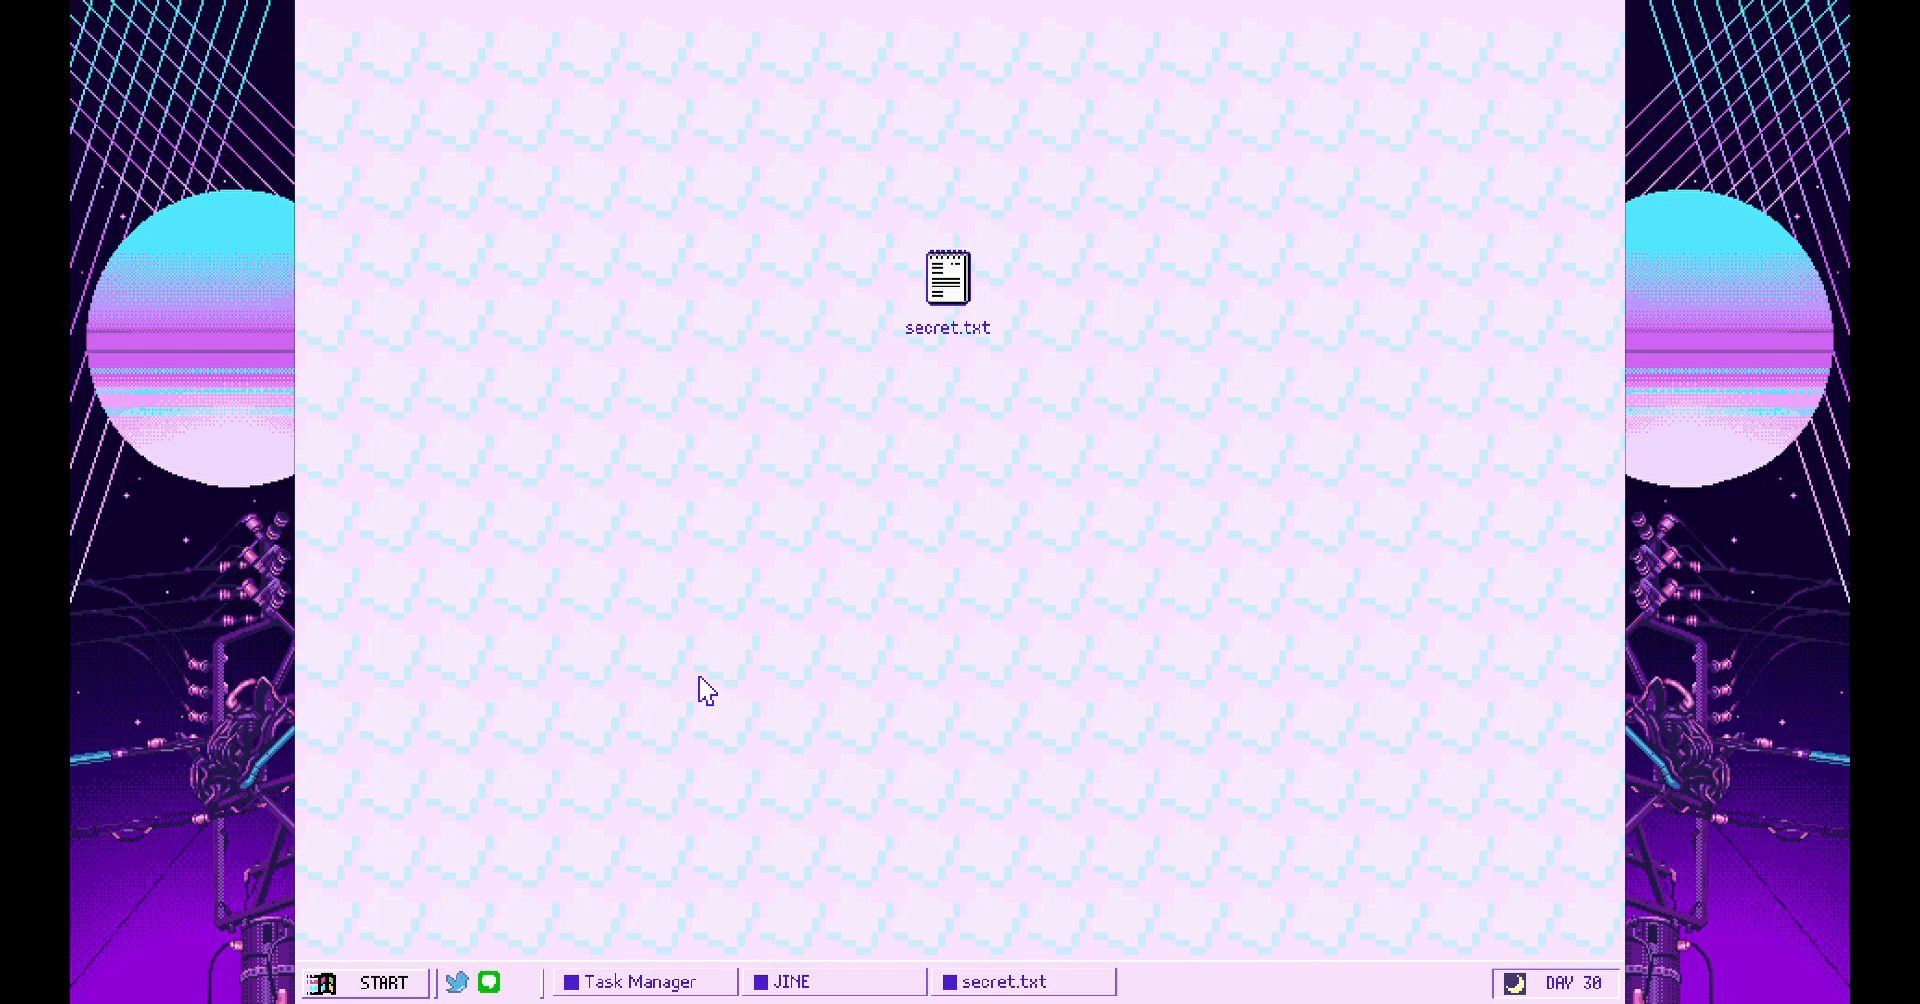 secret.txt
START
Task Manager
JINE
secret.txt
DAY 30